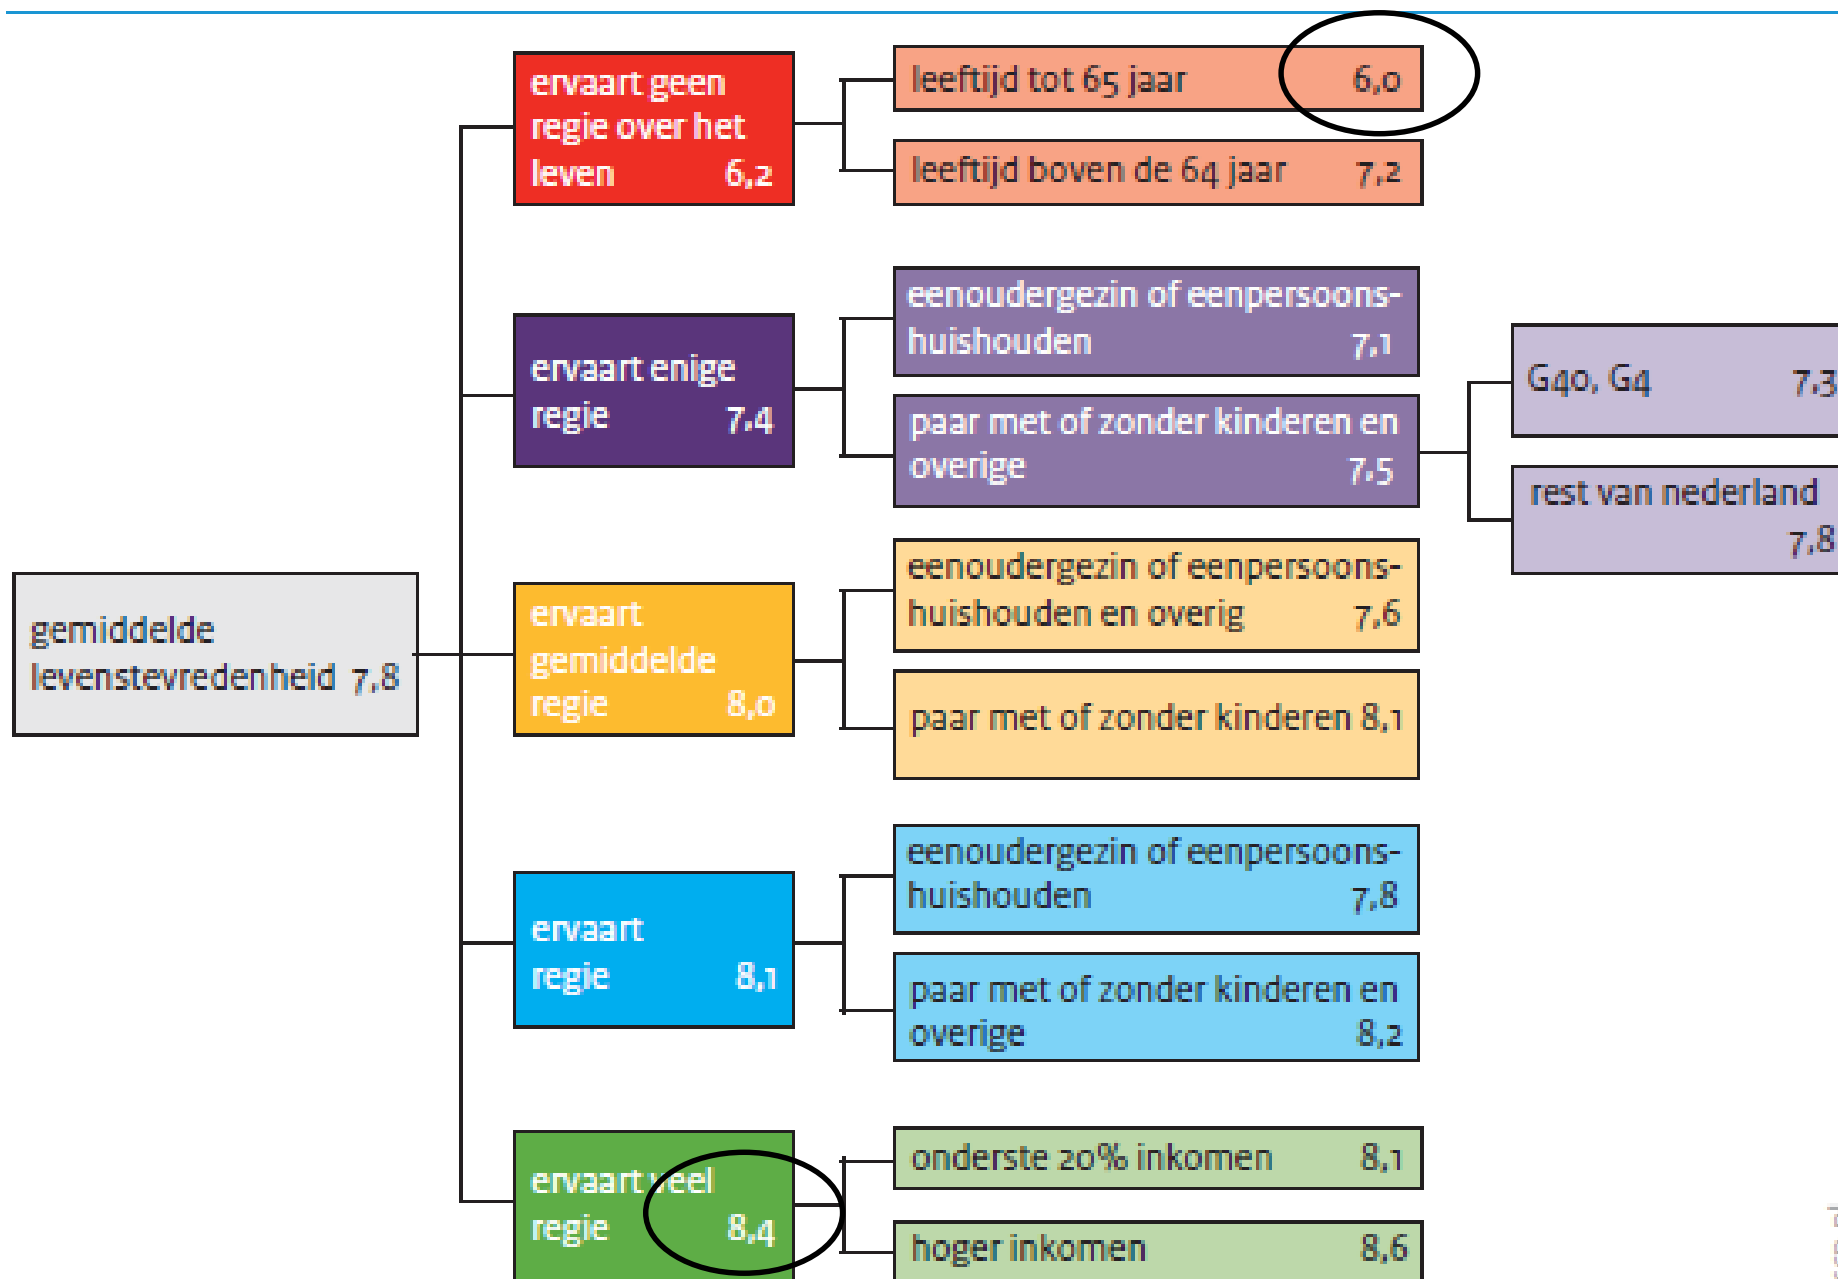 ervaart geen
regie over het
leven 6,2
leeftijd tot 65 jaar 6,0
leeftijd boven de 64 jaar 7,2
ervaart enige
regie 7,4
eenoudergezin of eenpersoons-
huishouden 7,1
paar met of zonder kinderen en
overige 7,5
G40, G4 7,3
rest van nederland
7,8
gemiddelde
levenstevredenheid 7,8
ervaart
gemiddelde
regie 8,0
eenoudergezin of eenpersoons-
huishouden en overig 7,6
paar met of zonder kinderen 8,1
ervaart
regie 8,1
eenoudergezin of eenpersoons-
huishouden 7,8
paar met of zonder kinderen en
overige 8,2
ervaart veel
regie 8,4
onderste 20% inkomen 8,1
hoger inkomen 8,6